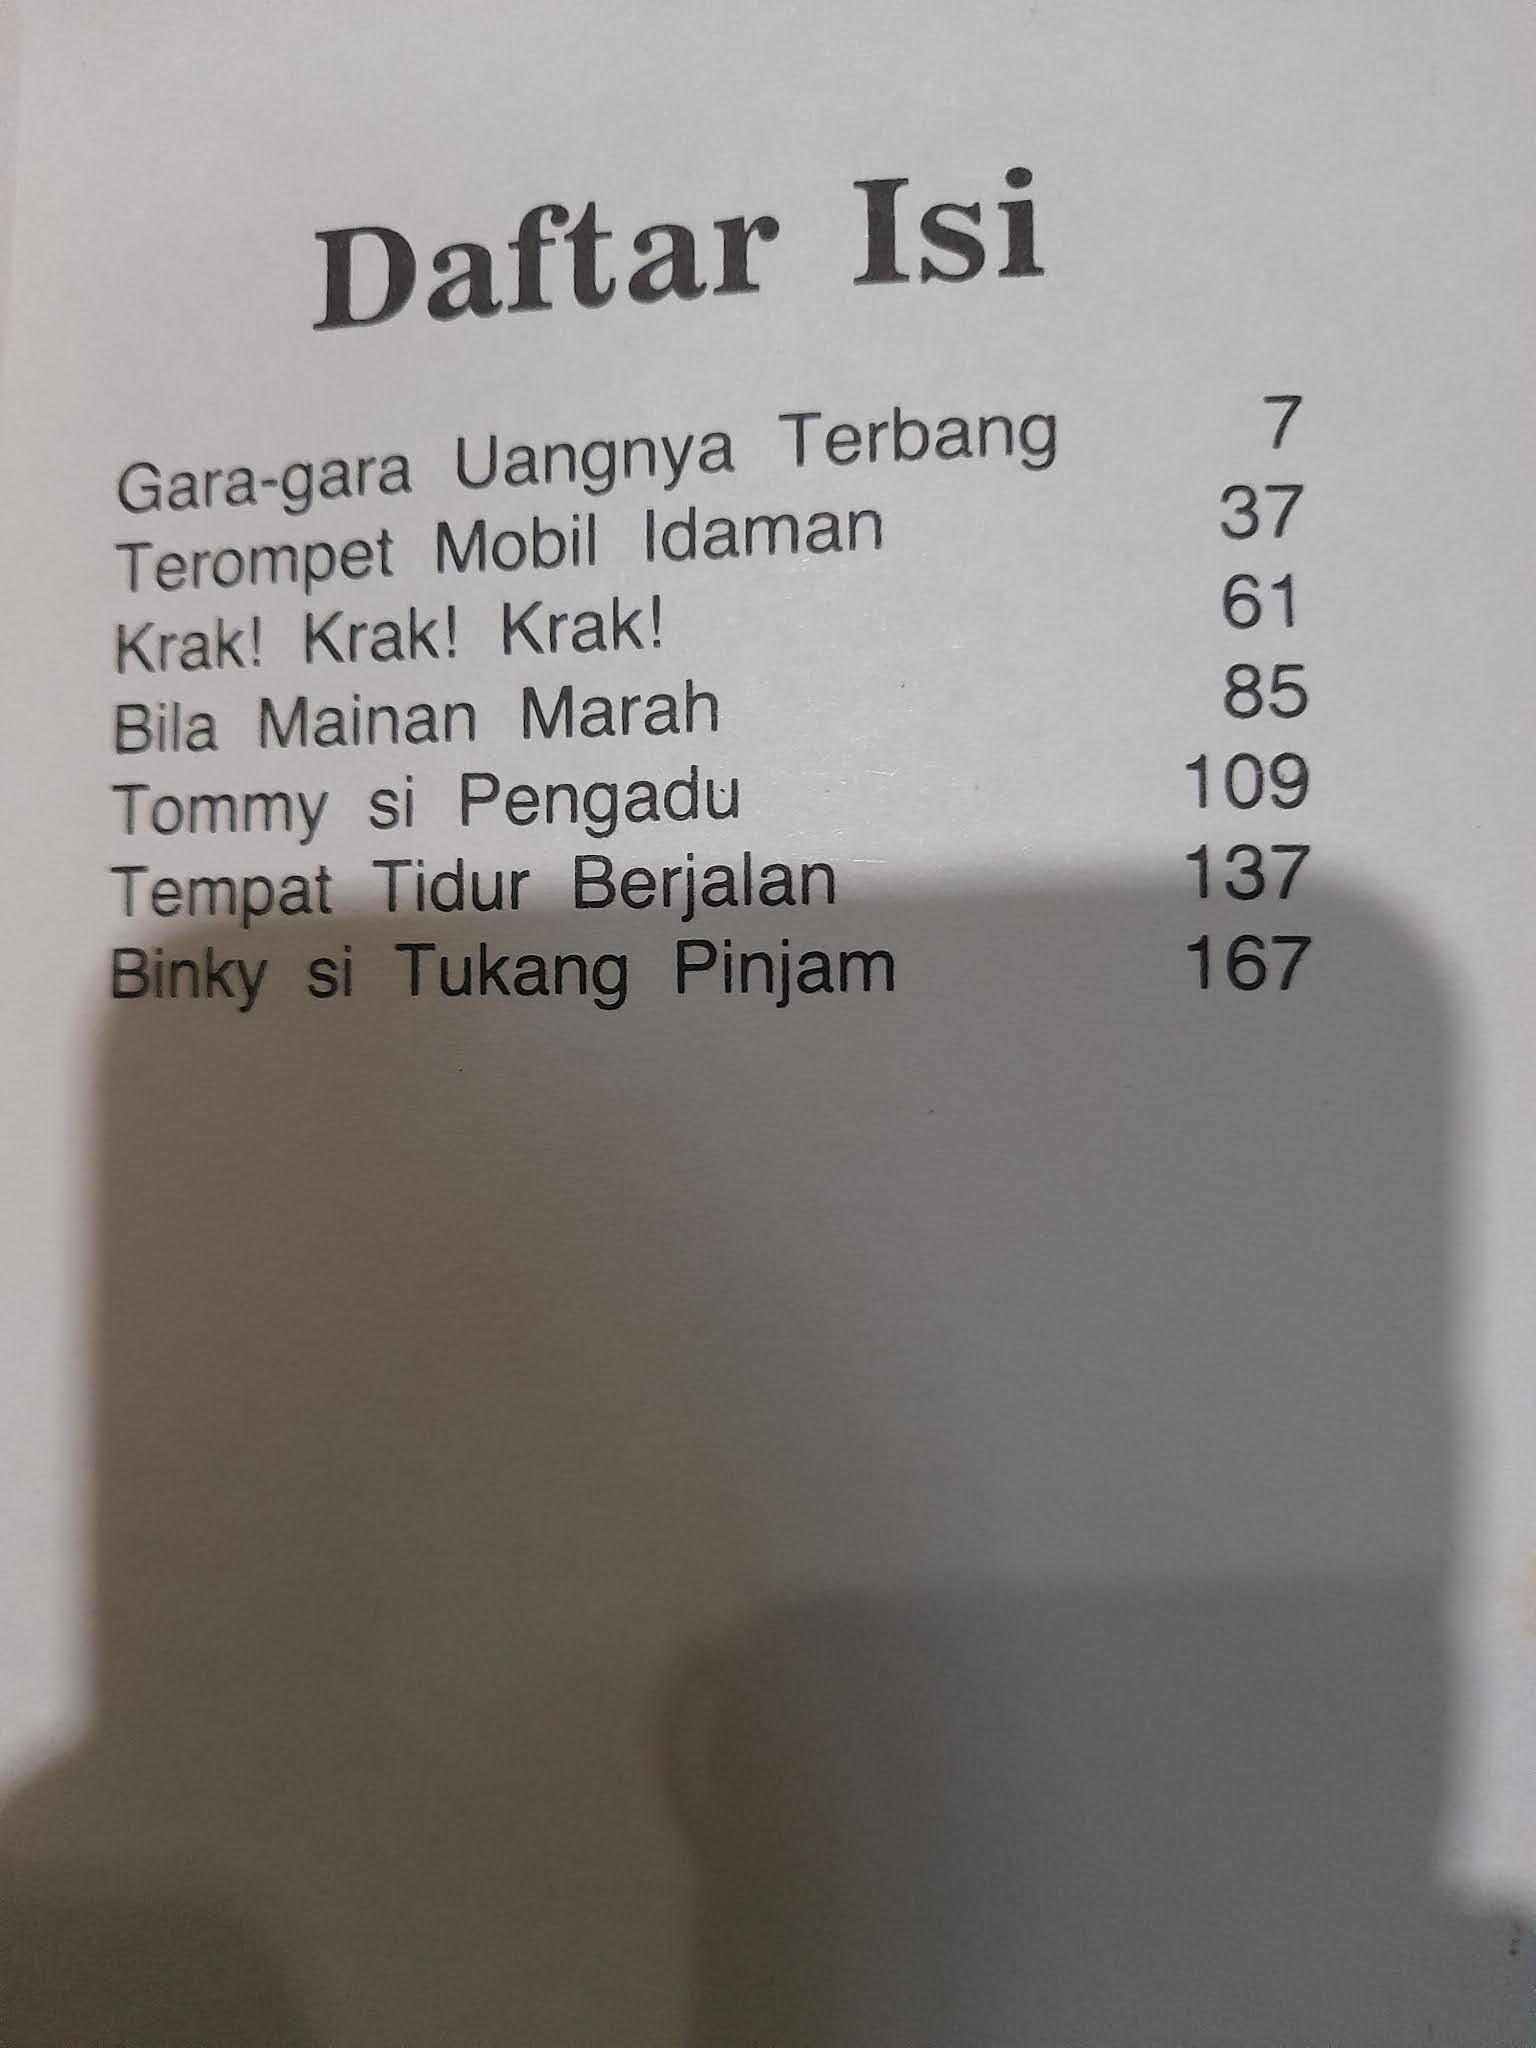 Daftar Isi
Gara-gara Uangnya Terbang 7
Terompet Mobil Idaman 37
Krak! Krak! Krak! 61
Bila Mainan Marah 85
Tommy si Pengadu 109
Tempat Tidur Berjalan 137
Binky si Tukang Pinjam 167